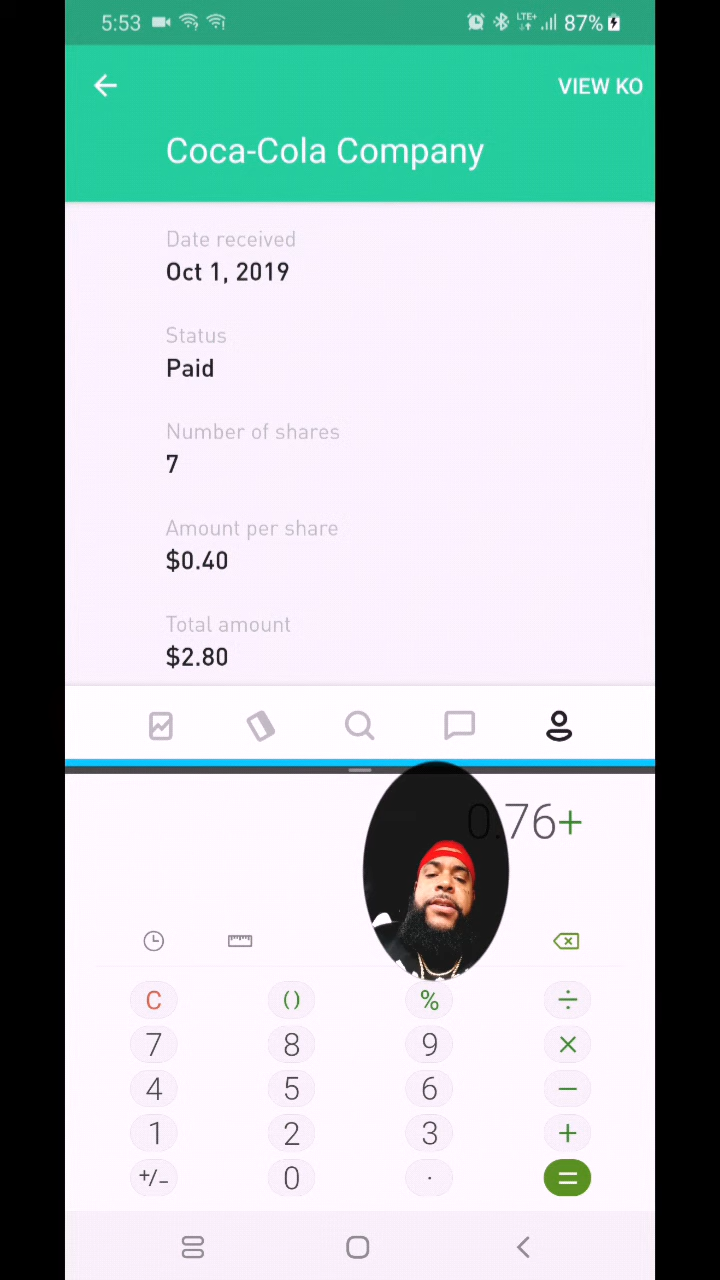 5:53 LTE+ 87%
VIEW KO
Coca-Cola Company
Date received
Oct 1, 2019
Status
Paid
Number of shares
7
Amount per share
$0.40
Total amount
$2.80
0.76+
C () % ÷
7 8 9 ×
4 5 6 −
1 2 3 +
+/− 0 . =